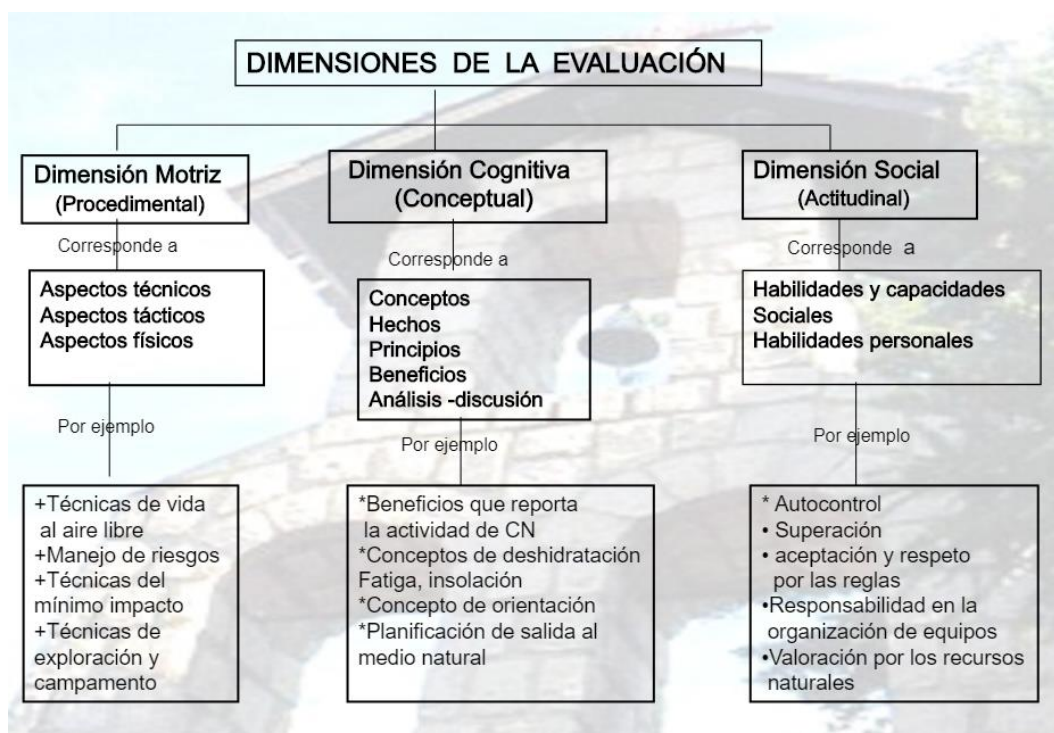 DIMENSIONES DE LA EVALUACIÓN
Dimensión Motriz
(Procedimental)
Corresponde a
Aspectos técnicos
Aspectos tácticos
Aspectos físicos
Por ejemplo
+Técnicas de vida
al aire libre
+Manejo de riesgos
+Técnicas del
mínimo impacto
+Técnicas de
exploración y
campamento
Dimensión Cognitiva
(Conceptual)
Corresponde a
Conceptos
Hechos
Principios
Beneficios
Análisis -discusión
Por ejemplo
*Beneficios que reporta
la actividad de CN
*Conceptos de deshidratación
Fatiga, insolación
*Concepto de orientación
*Planificación de salida al
medio natural
Dimensión Social
(Actitudinal)
Corresponde a
Habilidades y capacidades
Sociales
Habilidades personales
Por ejemplo
* Autocontrol
• Superación
• aceptación y respeto
por las reglas
•Responsabilidad en la
organización de equipos
•Valoración por los recursos
naturales